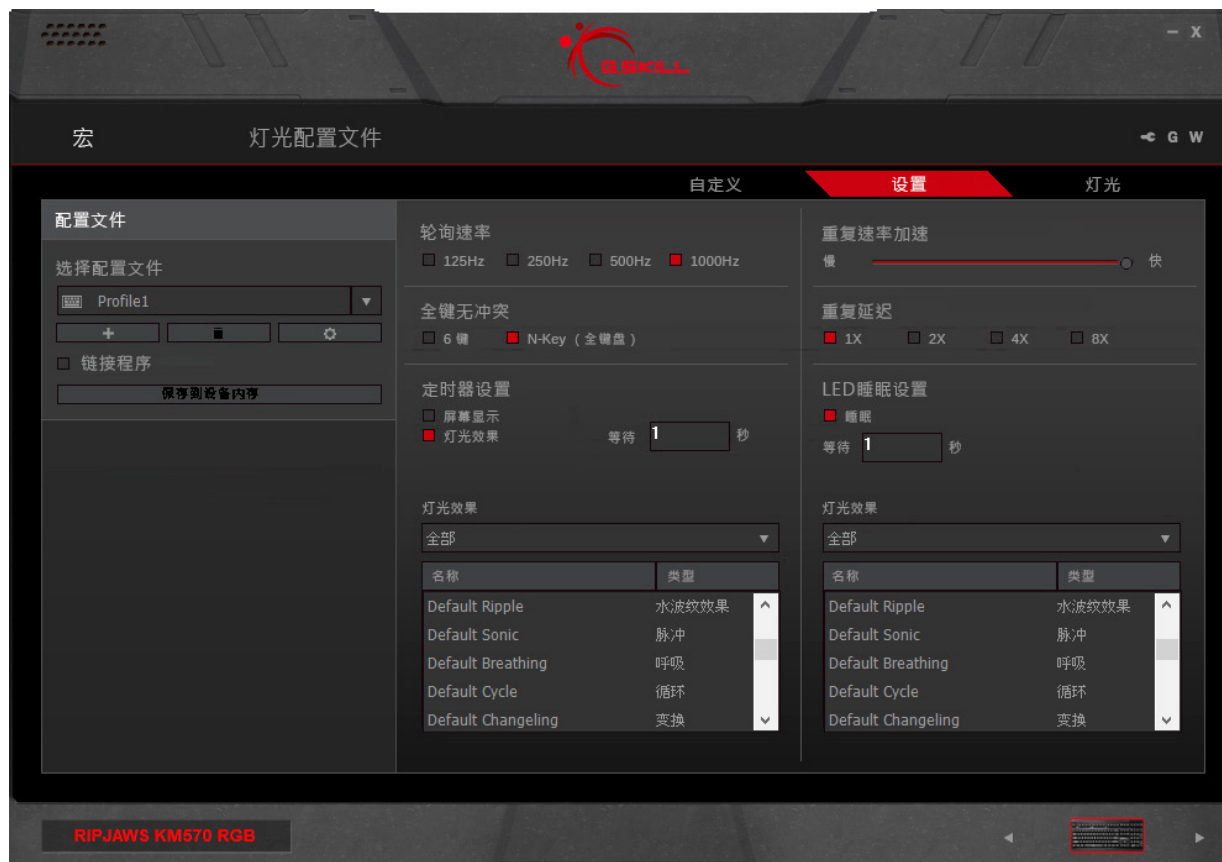 G.SKILL
- X
宏
灯光配置文件
G W
自定义
设置
灯光
配置文件
选择配置文件
Profile1
链接程序
保存到设备内存
轮询速率
125Hz 250Hz 500Hz 1000Hz
全键无冲突
6 键 N-Key ( 全键盘 )
定时器设置
屏幕显示
灯光效果
等待 1 秒
灯光效果
全部
名称 类型
Default Ripple 水波纹效果
Default Sonic 脉冲
Default Breathing 呼吸
Default Cycle 循环
Default Changeling 变换
重复速率加速
慢 快
重复延迟
1X 2X 4X 8X
LED睡眠设置
睡眠
等待 1 秒
灯光效果
全部
名称 类型
Default Ripple 水波纹效果
Default Sonic 脉冲
Default Breathing 呼吸
Default Cycle 循环
Default Changeling 变换
RIPJAWS KM570 RGB